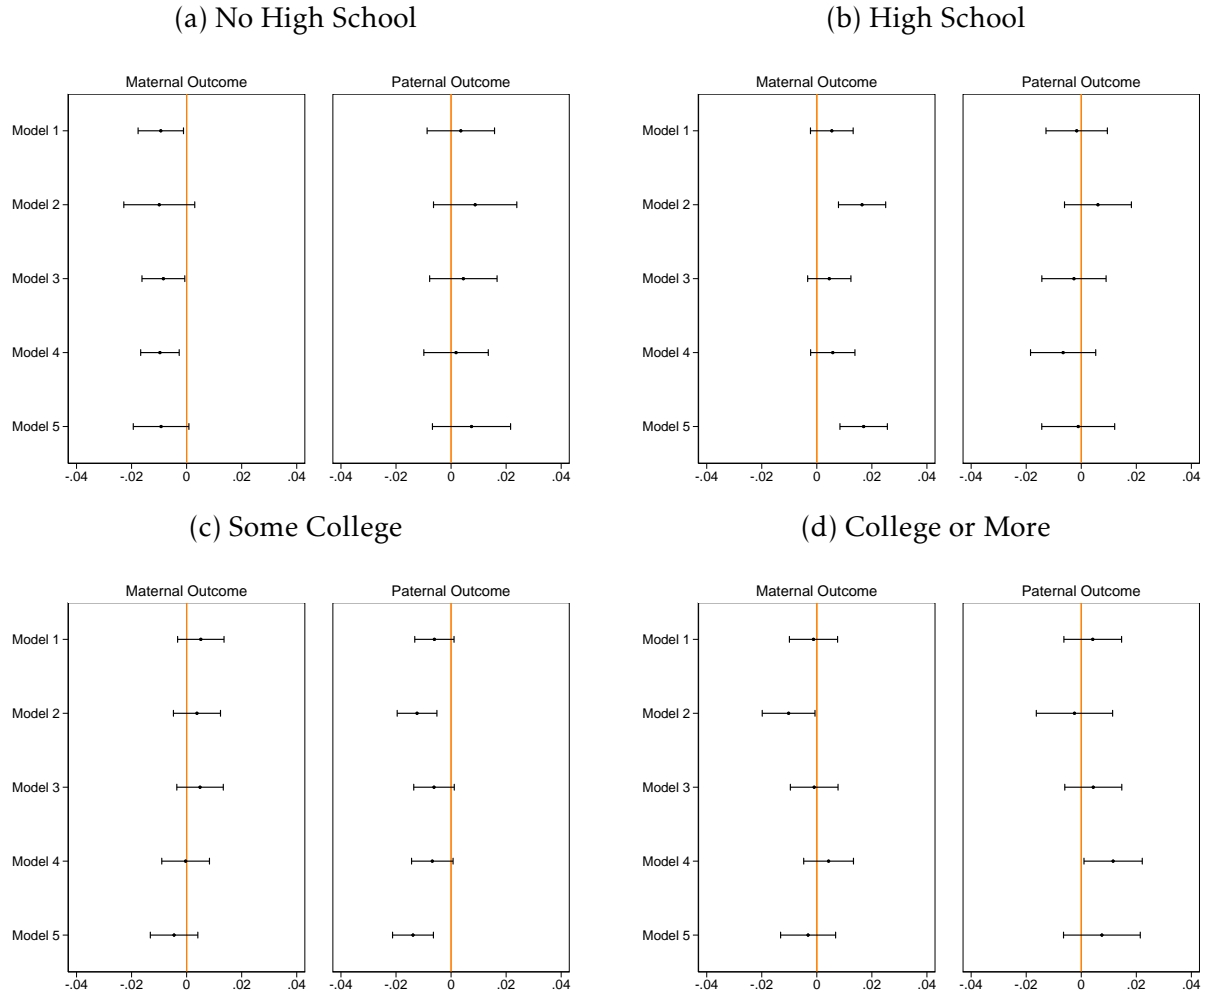 (a) No High School
Maternal Outcome
Paternal Outcome
Model 1
Model 2
Model 3
Model 4
Model 5
-.04 -.02 0 .02 .04
-.04 -.02 0 .02 .04
(b) High School
Maternal Outcome
Paternal Outcome
Model 1
Model 2
Model 3
Model 4
Model 5
-.04 -.02 0 .02 .04
-.04 -.02 0 .02 .04
(c) Some College
Maternal Outcome
Paternal Outcome
Model 1
Model 2
Model 3
Model 4
Model 5
-.04 -.02 0 .02 .04
-.04 -.02 0 .02 .04
(d) College or More
Maternal Outcome
Paternal Outcome
Model 1
Model 2
Model 3
Model 4
Model 5
-.04 -.02 0 .02 .04
-.04 -.02 0 .02 .04